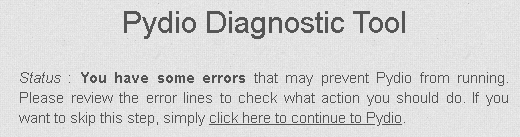 Pydio Diagnostic Tool
Status : You have some errors that may prevent Pydio from running.
Please review the error lines to check what action you should do. If you
want to skip this step, simply click here to continue to Pydio.